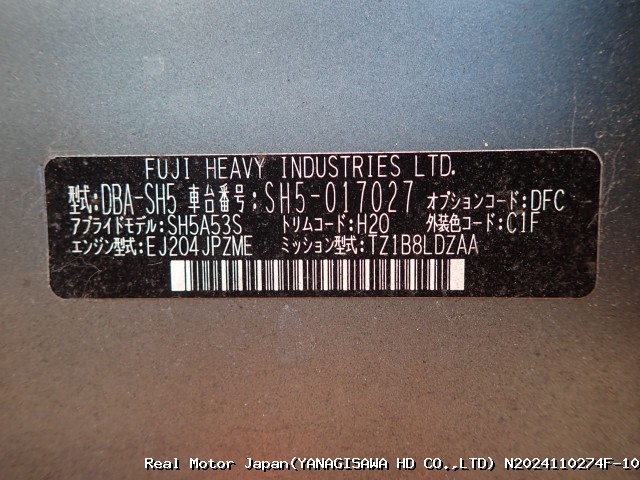 FUJI HEAVY INDUSTRIES LTD.
型式:DBA-SH5 車台番号:SH5-017027 オプションコード:DFC
アプライドモデル:SH5A53S トリムコード:H20 外装色コード:C1F
エンジン型式:EJ204JPZME ミッション型式:TZ1B8LDZAA
Real Motor Japan(YANAGISAWA HD CO.,LTD) N2024110274F-10